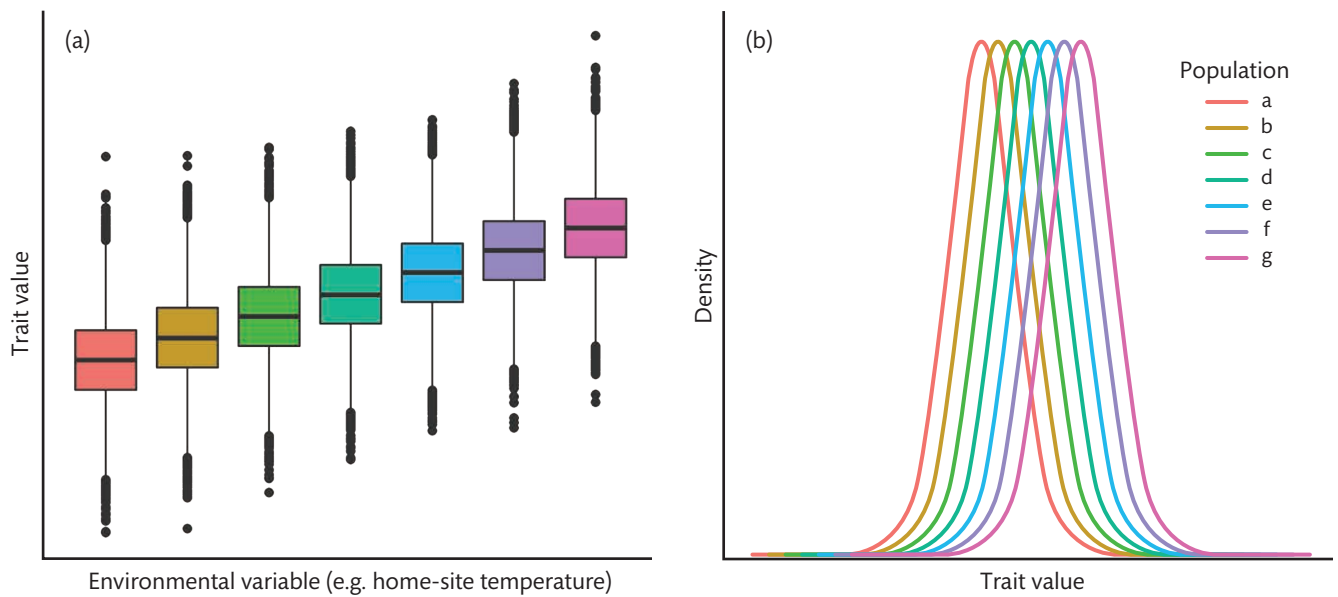 (a)
Trait value
Environmental variable (e.g. home-site temperature)
(b)
Density
Trait value
Population
a
b
c
d
e
f
g